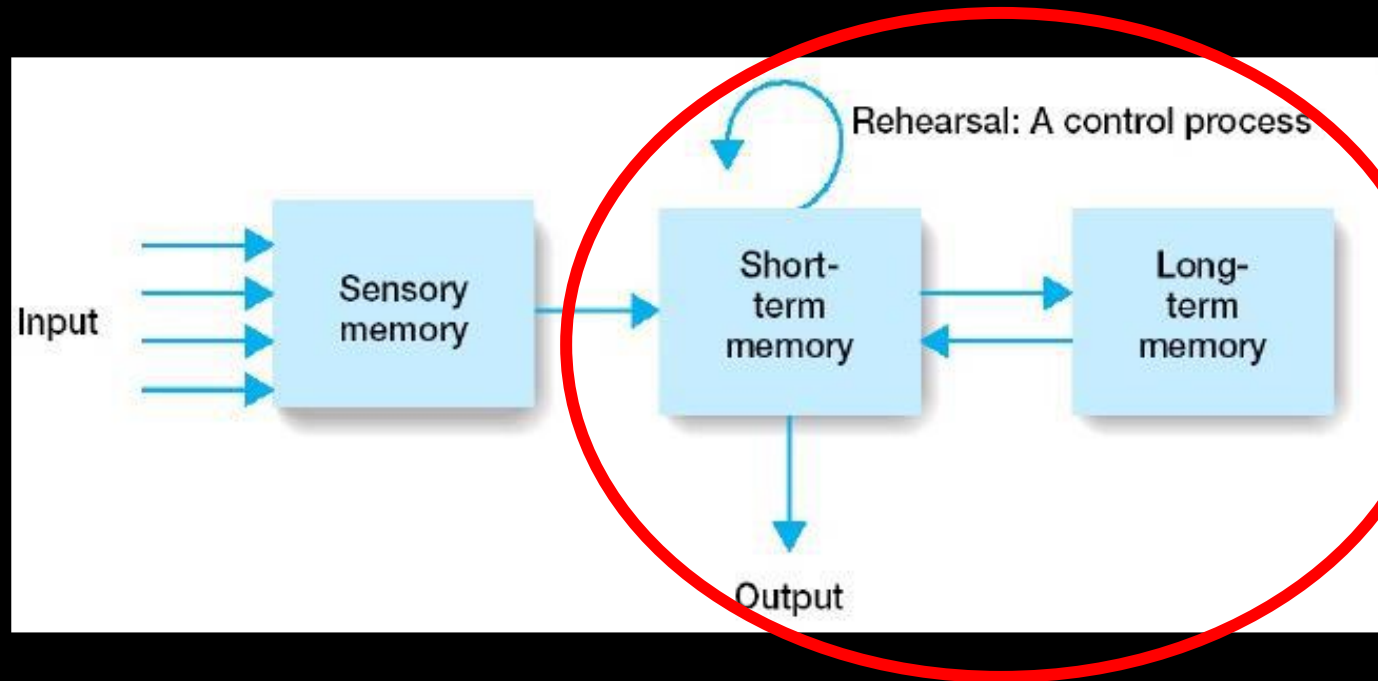 Rehearsal: A control process
Input
Sensory
memory
Short-
term
memory
Long-
term
memory
Output